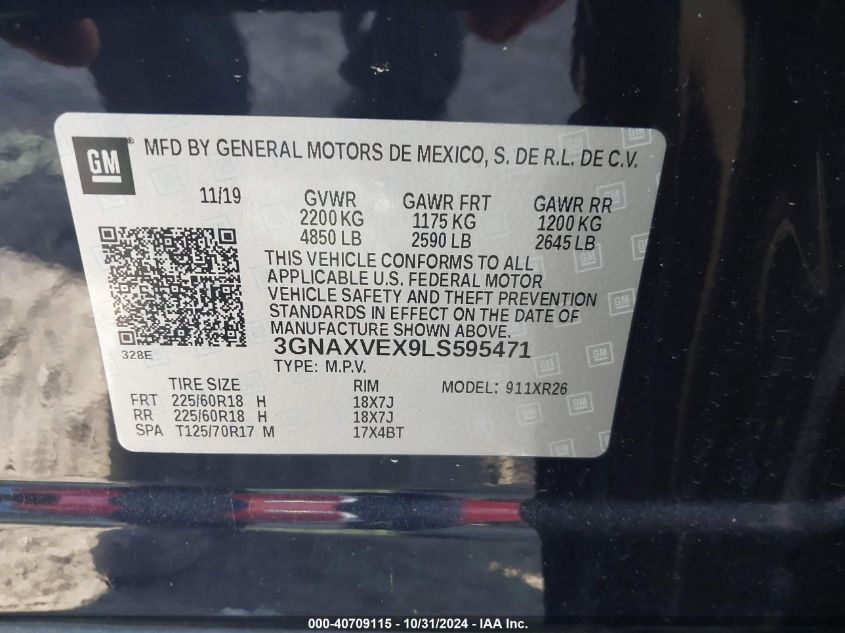 GM
MFD BY GENERAL MOTORS DE MEXICO, S. DE R.L. DE C.V.
11/19 GVWR GAWR FRT GAWR RR
2200 KG 1175 KG 1200 KG
4850 LB 2590 LB 2645 LB
THIS VEHICLE CONFORMS TO ALL
APPLICABLE U.S. FEDERAL MOTOR
VEHICLE SAFETY AND THEFT PREVENTION
STANDARDS IN EFFECT ON THE DATE OF
MANUFACTURE SHOWN ABOVE.
328E
3GNAXVEX9LS595471
TYPE: M.P.V.
MODEL: 911XR26
TIRE SIZE RIM
FRT 225/60R18 H 18X7J
RR 225/60R18 H 18X7J
SPA T125/70R17 M 17X4BT
000-40709115 - 10/31/2024 - IAA Inc.